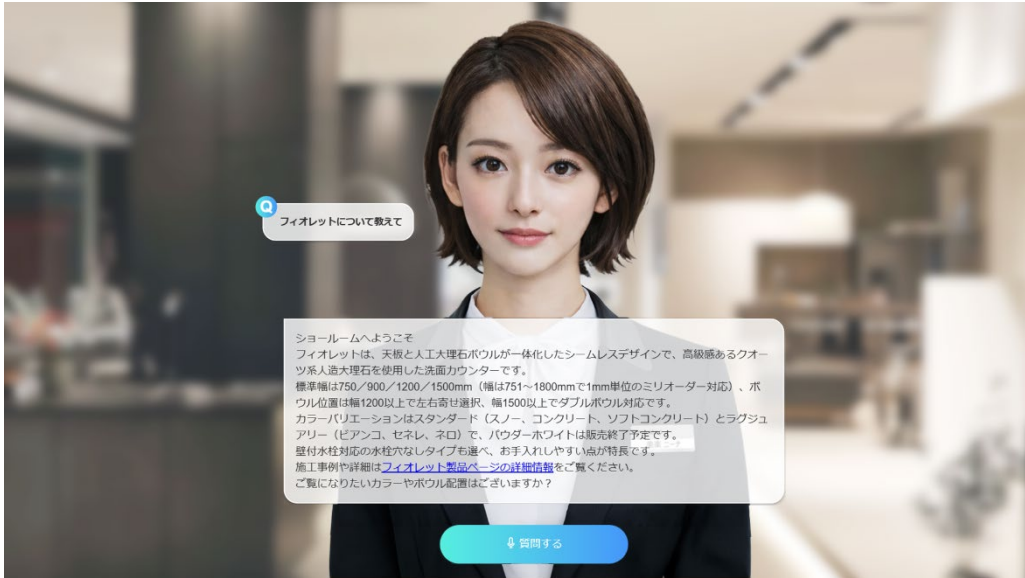 Q
フィオレットについて教えて
ショールームへようこそ
フィオレットは、天板と人工大理石ボウルが一体化したシームレスデザインで、高級感あるクオー
ツ系人造大理石を使用した洗面カウンターです。
標準幅は750／900／1200／1500mm（幅は751～1800mmで1mm単位のミリオーダー対応）、ボ
ウル位置は幅1200以上で左右寄せ選択、幅1500以上でダブルボウル対応です。
カラーバリエーションはスタンダード（スノー、コンクリート、ソフトコンクリート）とラグジュ
アリー（ビアンコ、セネレ、ネロ）で、パウダーホワイトは販売終了予定です。
壁付水栓対応の水栓穴なしタイプも選べ、お手入れしやすい点が特長です。
施工事例や詳細はフィオレット製品ページの詳細情報をご覧ください。
ご覧になりたいカラーやボウル配置はございますか？
質問する